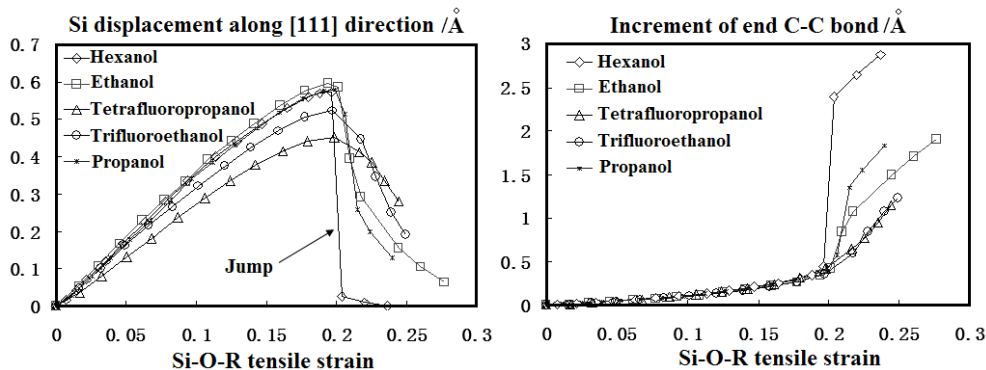 Si displacement along [111] direction /Å
0.7
0.6
0.5
0.4
0.3
0.2
0.1
0
Hexanol
Ethanol
Tetrafluoropropanol
Trifluoroethanol
Propanol
Jump
0 0.05 0.1 0.15 0.2 0.25 0.3
Si-O-R tensile strain
Increment of end C-C bond /Å
3
2.5
2
1.5
1
0.5
0
Hexanol
Ethanol
Tetrafluoropropanol
Trifluoroethanol
Propanol
0 0.05 0.1 0.15 0.2 0.25 0.3
Si-O-R tensile strain